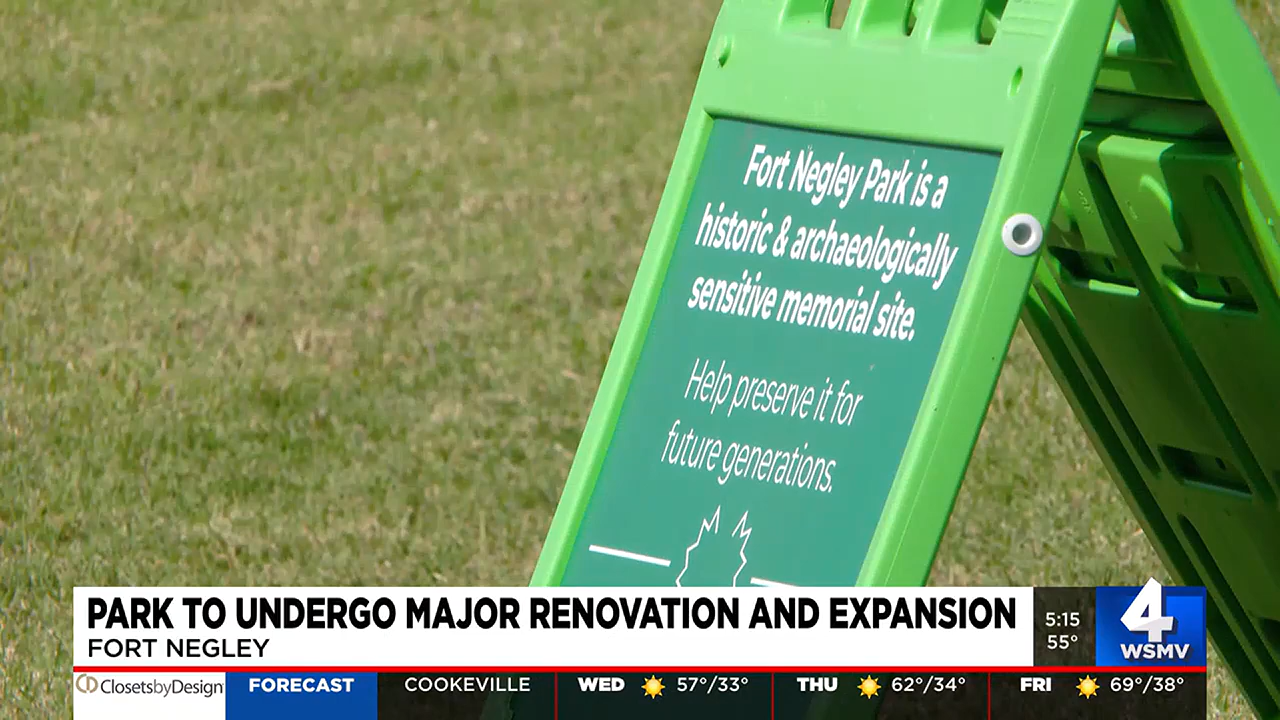 Fort Negley Park is a
historic & archaeologically
sensitive memorial site.
Help preserve it for
future generations.
PARK TO UNDERGO MAJOR RENOVATION AND EXPANSION
FORT NEGLEY
5:15
55°
4
WSMV
ClosetsbyDesign
FORECAST
COOKEVILLE
WED 57°/33°
THU 62°/34°
FRI 69°/38°